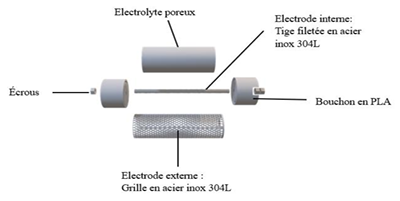 Electrolyte poreux
Electrode interne:
Tige filetée en acier
inox 304L
Écrous
Bouchon en PLA
Electrode externe :
Grille en acier inox 304L